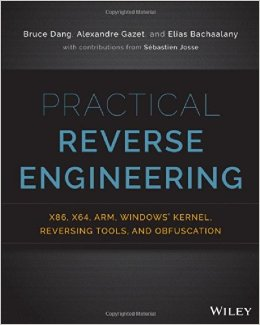 Bruce Dang, Alexandre Gazet, and Elias Bachaalany
with contributions from Sébastien Josse
PRACTICAL
REVERSE
ENGINEERING
X86, X64, ARM, WINDOWS® KERNEL,
REVERSING TOOLS, AND OBFUSCATION
WILEY